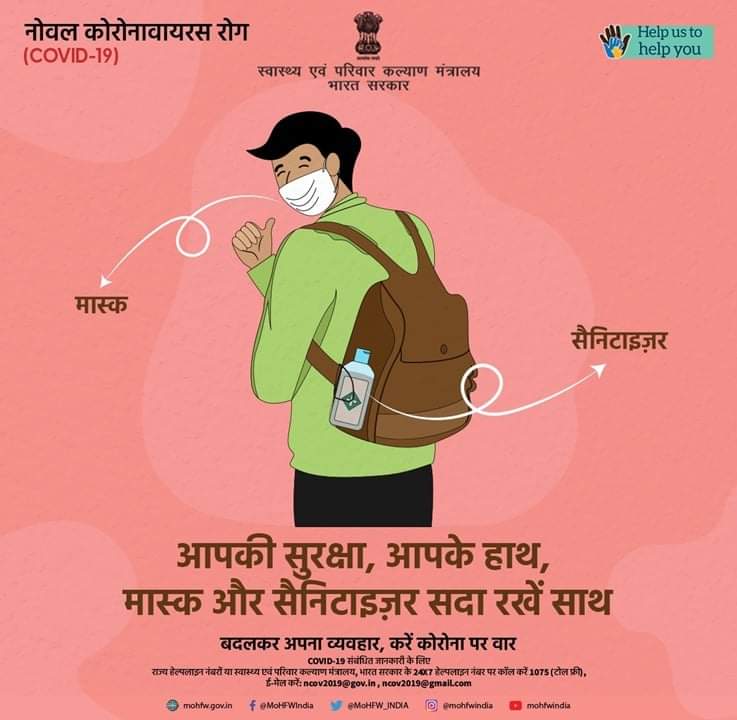 नोवल कोरोनावायरस रोग
(COVID-19)
स्वास्थ्य एवं परिवार कल्याण मंत्रालय
भारत सरकार
Help us to
help you
मास्क
सैनिटाइज़र
आपकी सुरक्षा, आपके हाथ,
मास्क और सैनिटाइज़र सदा रखें साथ
बदलकर अपना व्यवहार, करें कोरोना पर वार
COVID-19 संबंधित जानकारी के लिए
राज्य हेल्पलाइन नंबरों या स्वास्थ्य एवं परिवार कल्याण मंत्रालय, भारत सरकार के 24X7 हेल्पलाइन नंबर पर कॉल करें 1075 (टोल फ्री),
ई-मेल करें: ncov2019@gov.in , ncov2019@gmail.com
mohfw.gov.in @MoHFWIndia @MoHFW_INDIA @mohfwindia mohfwindia